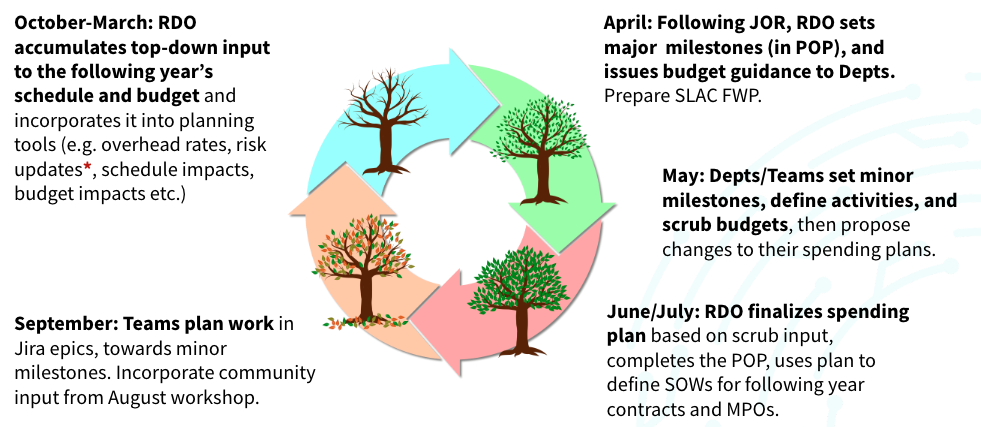 October-March: RDO
accumulates top-down input
to the following year's
schedule and budget and
incorporates it into planning
tools (e.g. overhead rates, risk
updates*, schedule impacts,
budget impacts etc.)
April: Following JOR, RDO sets
major milestones (in POP), and
issues budget guidance to Depts.
Prepare SLAC FWP.
May: Depts/Teams set minor
milestones, define activities, and
scrub budgets, then propose
changes to their spending plans.
June/July: RDO finalizes spending
plan based on scrub input,
completes the POP, uses plan to
define SOWs for following year
contracts and MPOs.
September: Teams plan work in
Jira epics, towards minor
milestones. Incorporate community
input from August workshop.